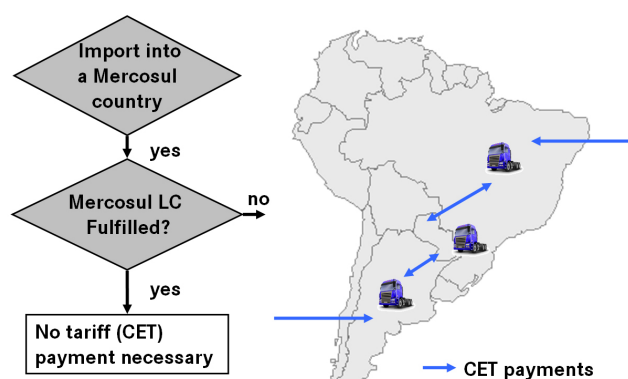 Import into
a Mercosul
country
yes
Mercosul LC
Fulfilled?
no
yes
No tariff (CET)
payment necessary
CET payments